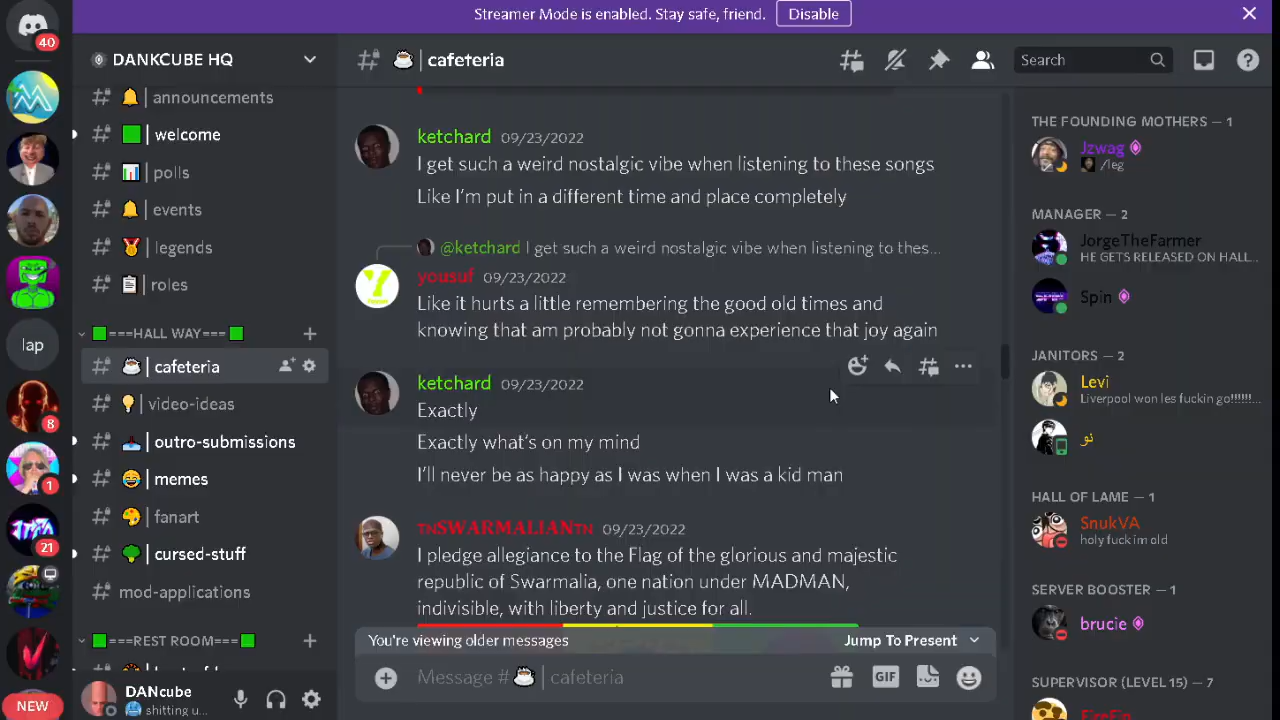 Streamer Mode is enabled. Stay safe, friend.
Disable
40
DANKCUBE HQ
| announcements
| welcome
| polls
| events
| legends
| roles
===HALL WAY===
| cafeteria
| video-ideas
| outro-submissions
| memes
| fanart
| cursed-stuff
mod-applications
===REST ROOM===
lap
8
1
21
NEW
DANcube
shitting u...
| cafeteria
Search
ketchard 09/23/2022
I get such a weird nostalgic vibe when listening to these songs
Like I'm put in a different time and place completely
@ketchard I get such a weird nostalgic vibe when listening to thes...
yousuf 09/23/2022
Like it hurts a little remembering the good old times and
knowing that am probably not gonna experience that joy again
ketchard 09/23/2022
Exactly
Exactly what's on my mind
I'll never be as happy as I was when I was a kid man
TNSWARMALIANTN 09/23/2022
I pledge allegiance to the Flag of the glorious and majestic
republic of Swarmalia, one nation under MADMAN,
indivisible, with liberty and justice for all.
You're viewing older messages
Jump To Present
Message # | cafeteria
GIF
THE FOUNDING MOTHERS — 1
Jzwag
/leg
MANAGER — 2
JorgeTheFarmer
HE GETS RELEASED ON HALL...
Spin
JANITORS — 2
Levi
Liverpool won les fuckin go!!!!!!...
نو
HALL OF LAME — 1
SnukVA
holy fuck im old
SERVER BOOSTER — 1
brucie
SUPERVISOR (LEVEL 15) — 7